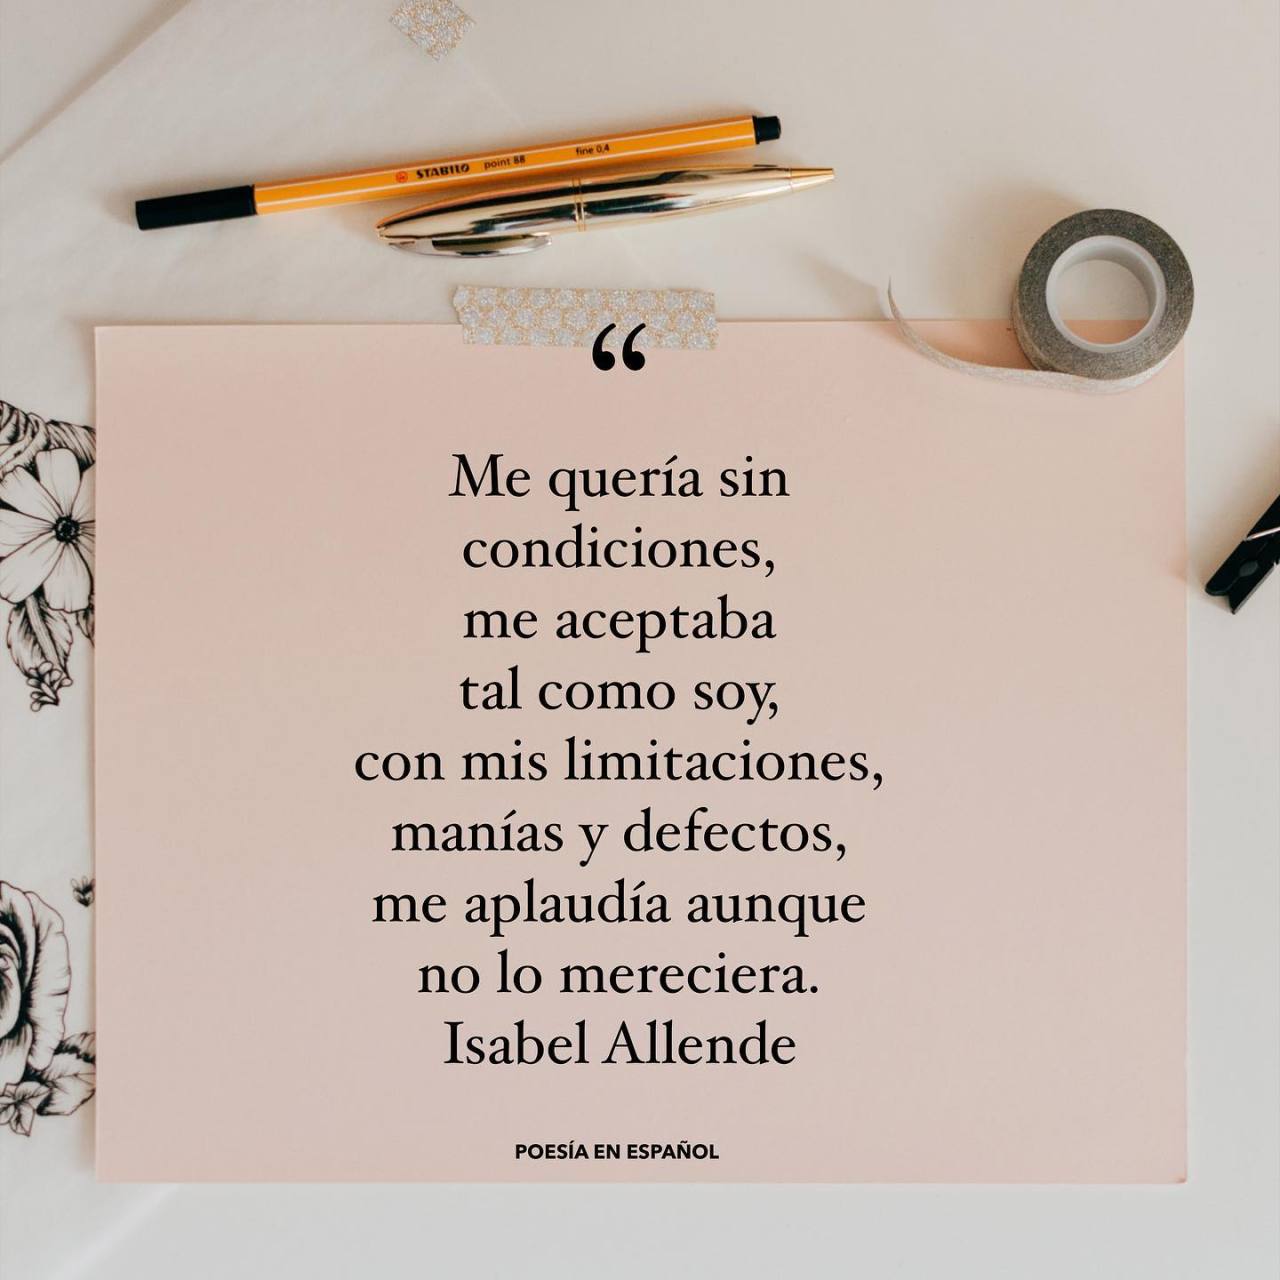 STABILO point 88 fine 0,4
“
Me quería sin
condiciones,
me aceptaba
tal como soy,
con mis limitaciones,
manías y defectos,
me aplaudía aunque
no lo mereciera.
Isabel Allende
POESÍA EN ESPAÑOL